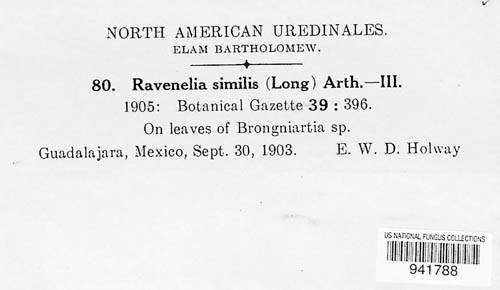 NORTH AMERICAN UREDINALES.
ELAM BARTHOLOMEW.
80. Ravenelia similis (Long) Arth.—III.
1905: Botanical Gazette 39 : 396.
On leaves of Brongniartia sp.
Guadalajara, Mexico, Sept. 30, 1903. E. W. D. Holway
US NATIONAL FUNGUS COLLECTIONS
941788